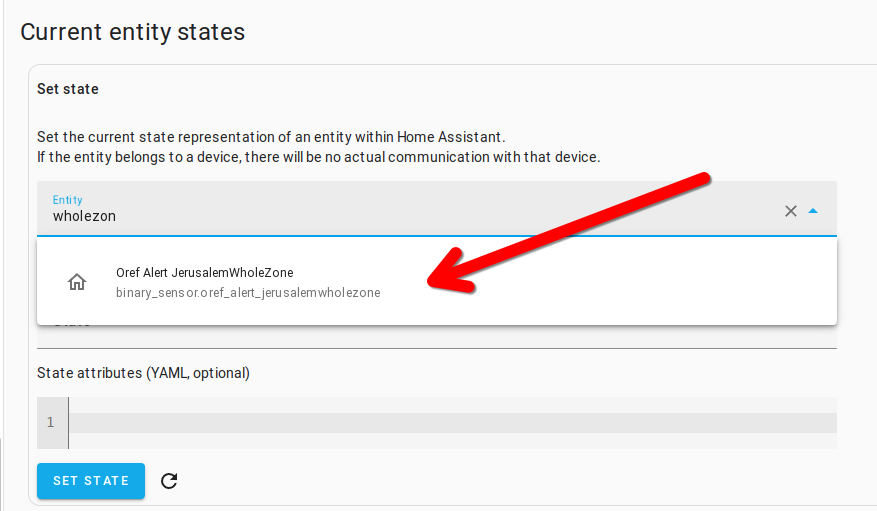 Current entity states
Set state
Set the current state representation of an entity within Home Assistant.
If the entity belongs to a device, there will be no actual communication with that device.
Entity
wholezon
Oref Alert JerusalemWholeZone
binary_sensor.oref_alert_jerusalemwholezone
State attributes (YAML, optional)
1
SET STATE